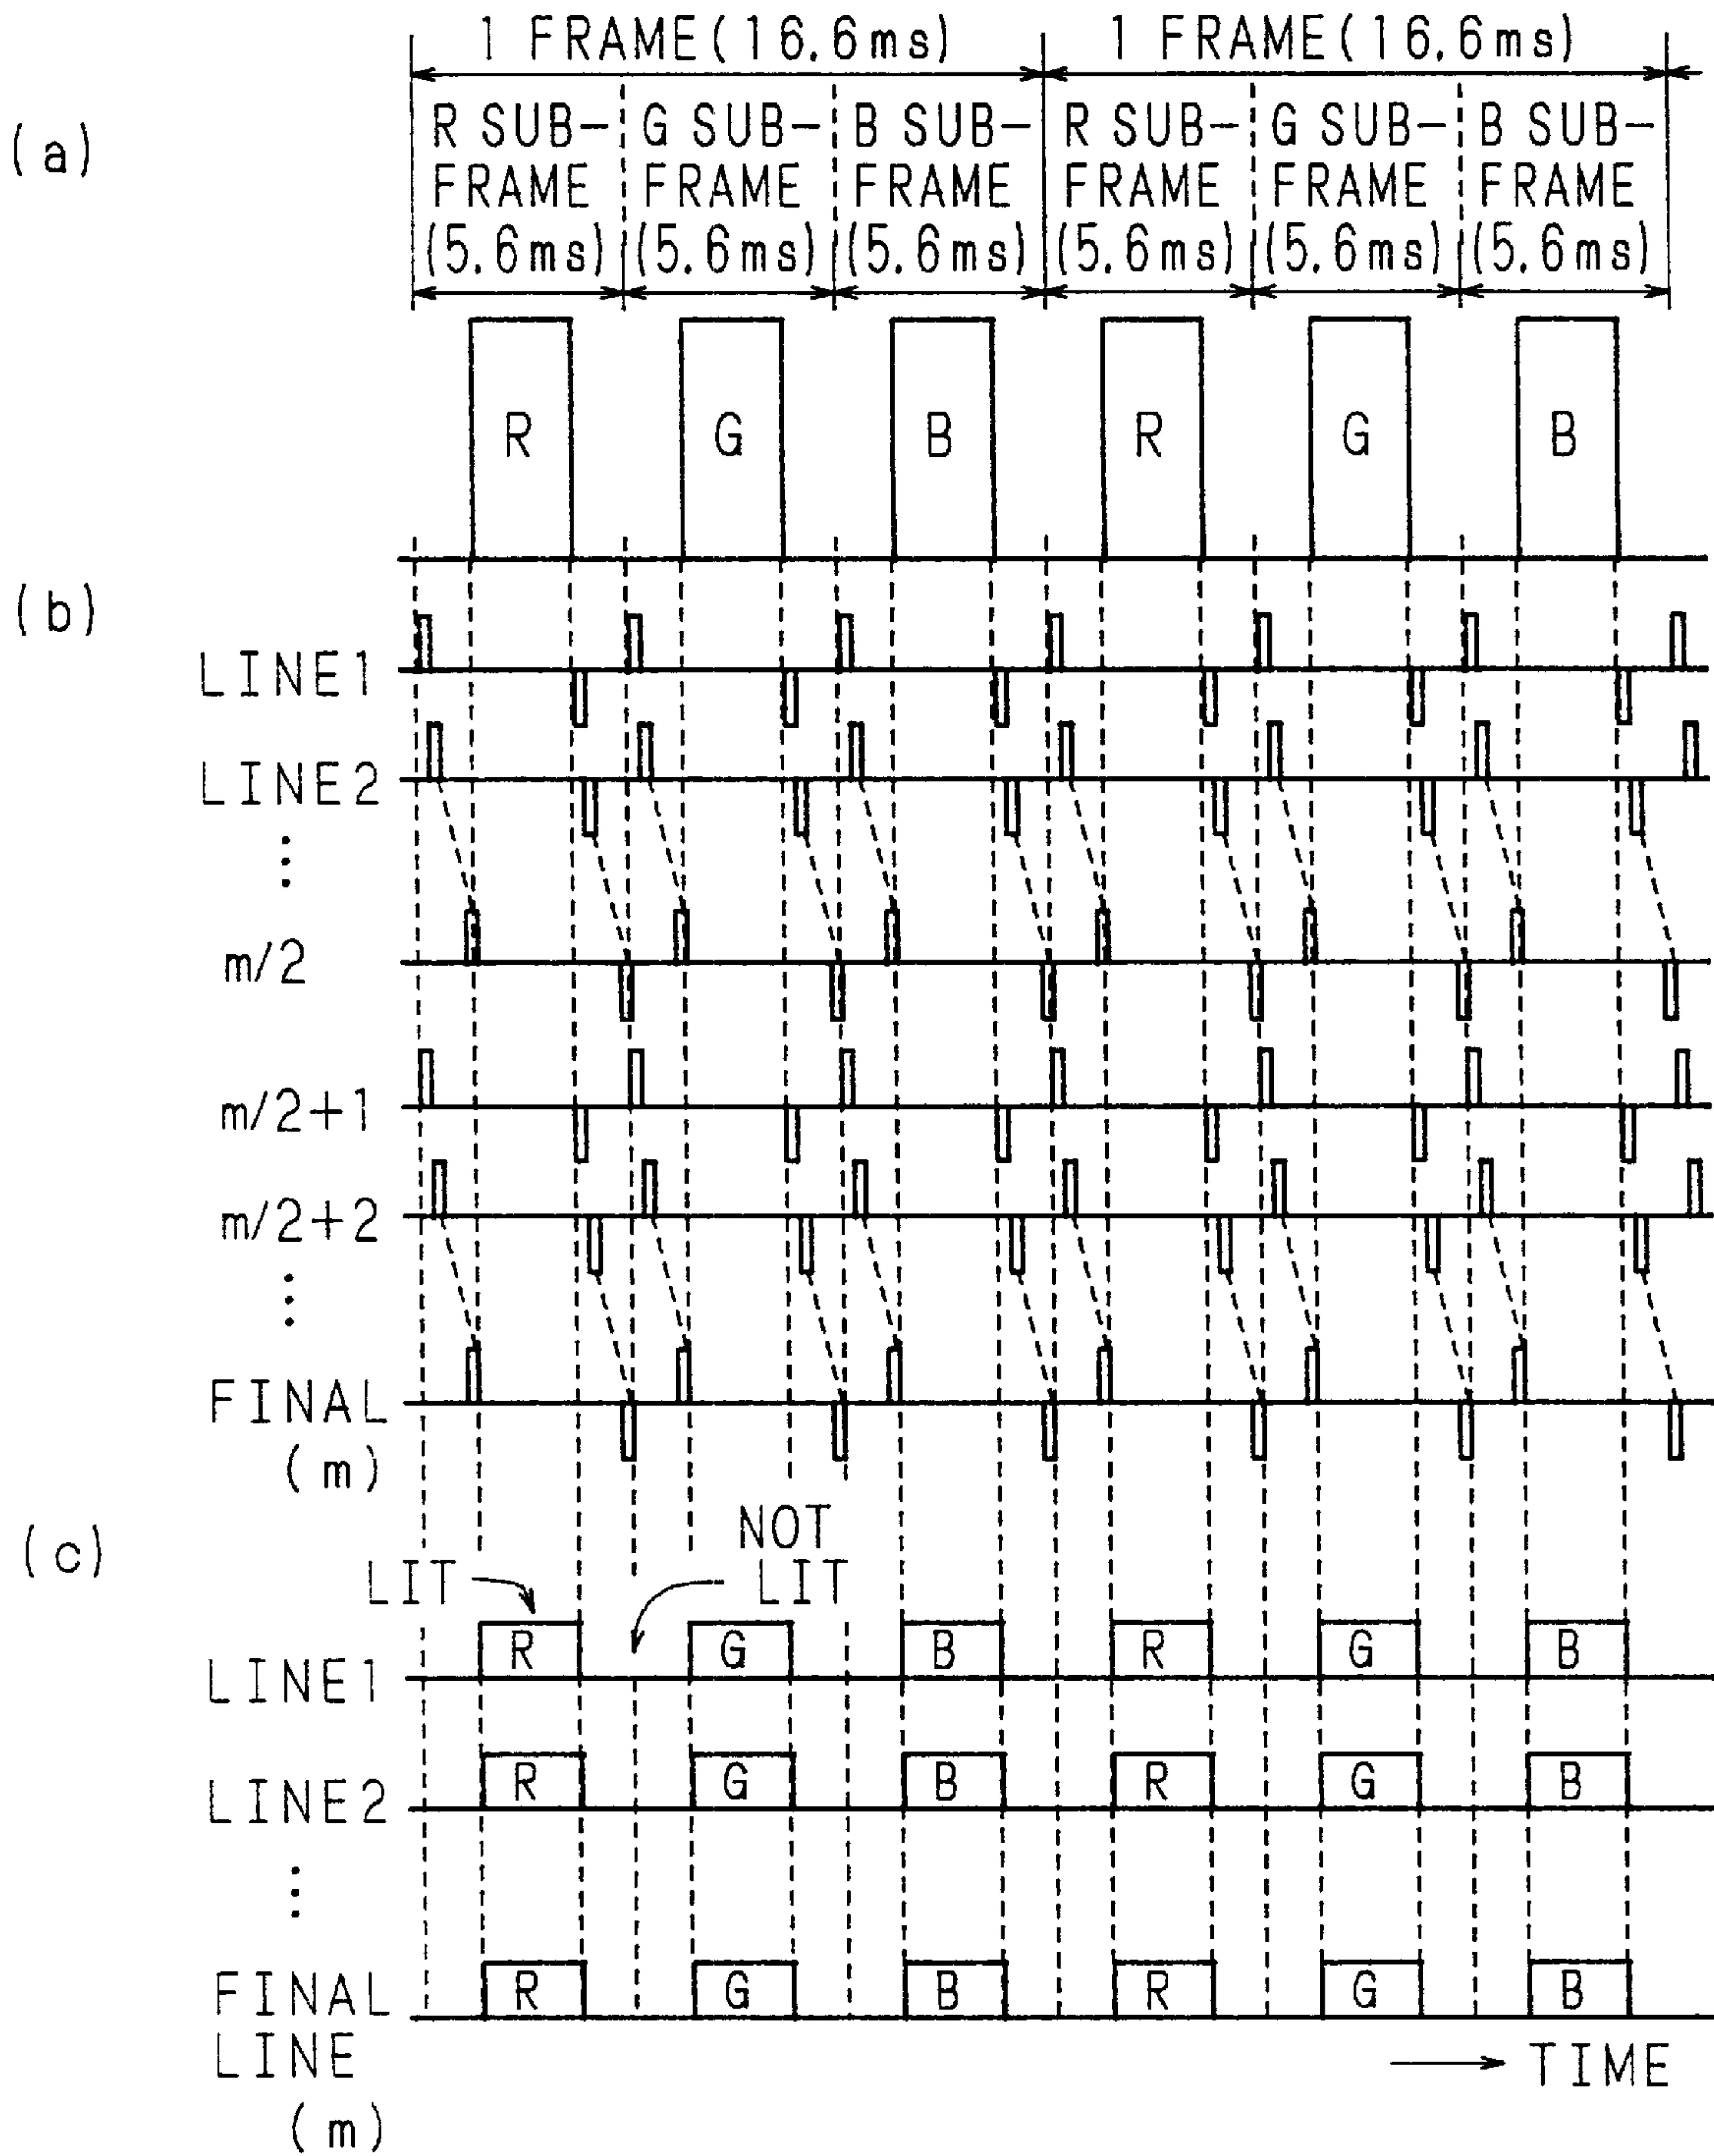 1 FRAME(16.6ms) 1 FRAME(16.6ms)
(a)
R SUB- G SUB- B SUB- R SUB- G SUB- B SUB-
FRAME FRAME FRAME FRAME FRAME FRAME
(5.6ms) (5.6ms) (5.6ms) (5.6ms) (5.6ms) (5.6ms)
R G B R G B
(b)
LINE1
LINE2
⋮
m/2
m/2+1
m/2+2
⋮
FINAL
(m)
(c)
NOT
LIT LIT
R G B R G B
LINE1
R G B R G B
LINE2
⋮
R G B R G B
FINAL
LINE
(m)
TIME